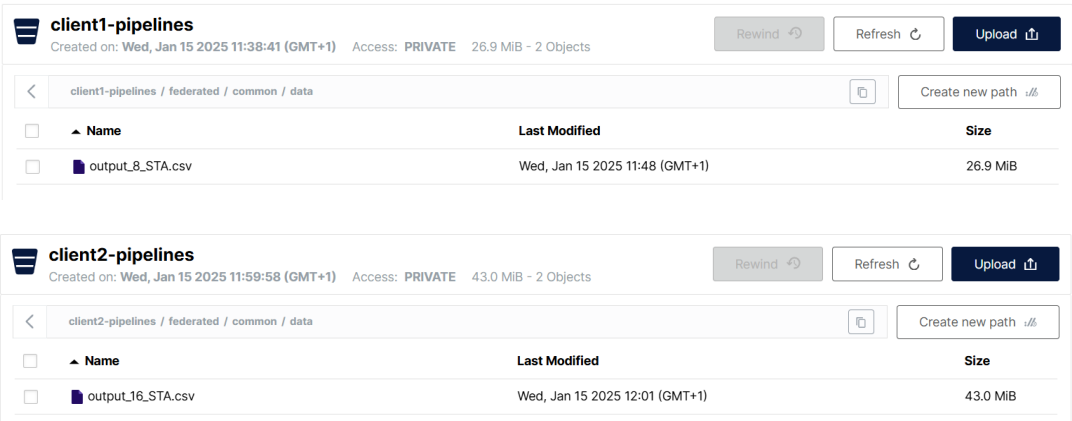 client1-pipelines
Created on: Wed, Jan 15 2025 11:38:41 (GMT+1) Access: PRIVATE 26.9 MiB - 2 Objects
Rewind Refresh Upload
client1-pipelines / federated / common / data
Create new path
Name Last Modified Size
output_8_STA.csv Wed, Jan 15 2025 11:48 (GMT+1) 26.9 MiB
client2-pipelines
Created on: Wed, Jan 15 2025 11:59:58 (GMT+1) Access: PRIVATE 43.0 MiB - 2 Objects
Rewind Refresh Upload
client2-pipelines / federated / common / data
Create new path
Name Last Modified Size
output_16_STA.csv Wed, Jan 15 2025 12:01 (GMT+1) 43.0 MiB